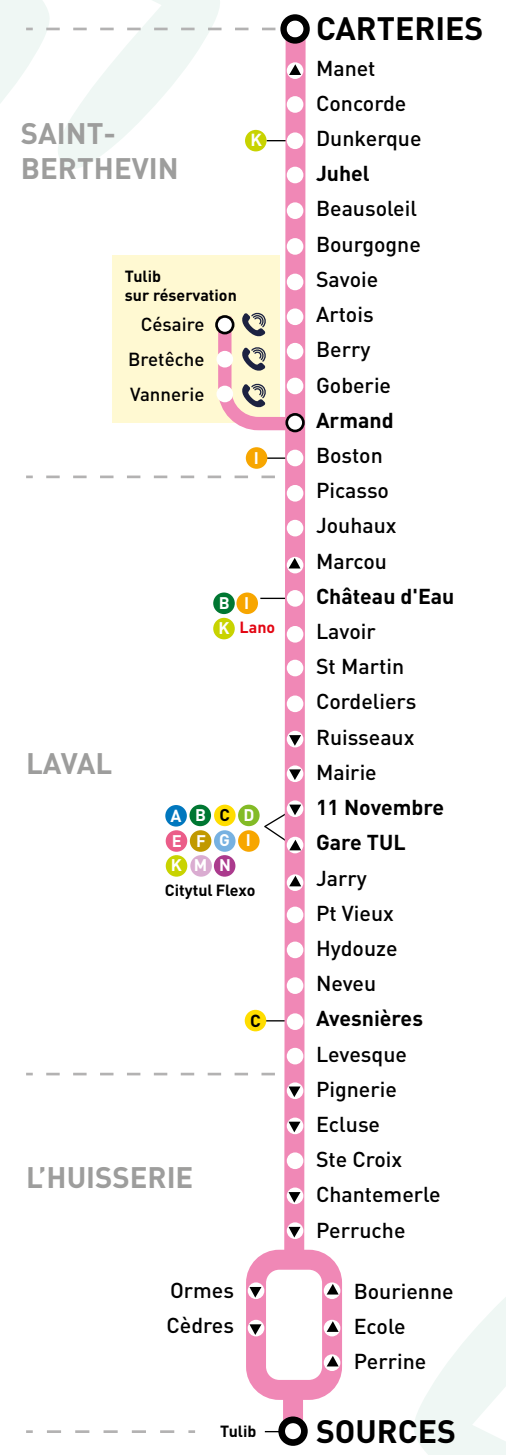 CARTERIES
Manet
Concorde
SAINT-
BERTHEVIN
K
Dunkerque
Juhel
Beausoleil
Bourgogne
Savoie
Tulib
sur réservation
Césaire
Bretêche
Vannerie
Artois
Berry
Goberie
Armand
I
Boston
Picasso
Jouhaux
Marcou
B I
K Lano
Château d'Eau
Lavoir
St Martin
Cordeliers
Ruisseaux
LAVAL
Mairie
A B C D
E F G I
K M N
Citytul Flexo
11 Novembre
Gare TUL
Jarry
Pt Vieux
Hydouze
Neveu
C
Avesnières
Levesque
Pignerie
Ecluse
Ste Croix
L'HUISSERIE
Chantemerle
Perruche
Ormes
Cèdres
Bourienne
Ecole
Perrine
Tulib
SOURCES